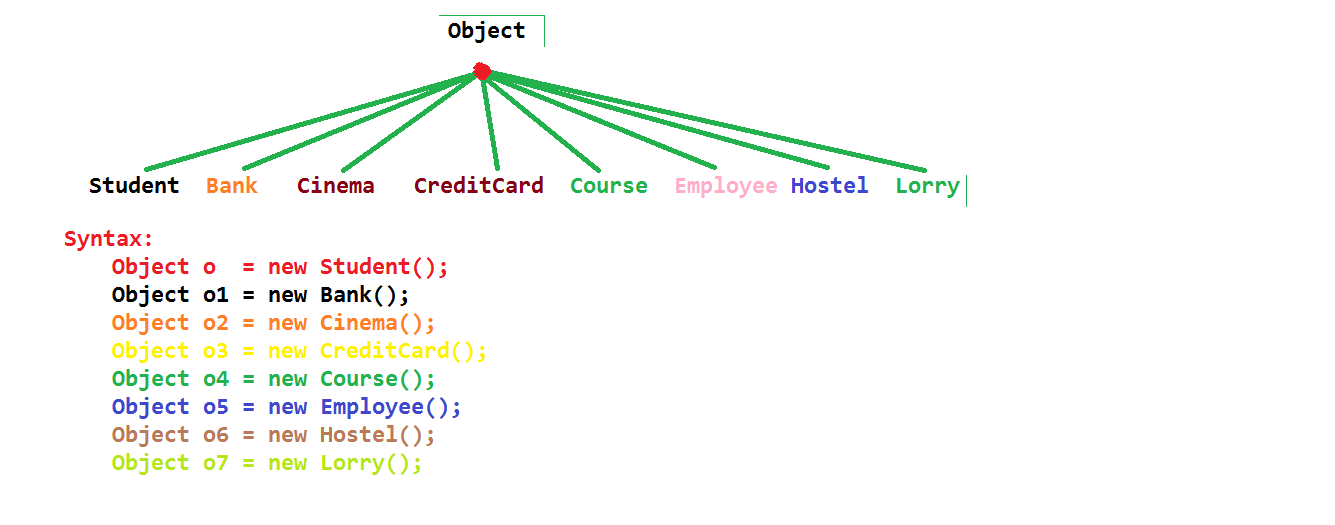 Object
Student Bank Cinema CreditCard Course Employee Hostel Lorry
Syntax:
Object o  = new Student();
Object o1 = new Bank();
Object o2 = new Cinema();
Object o3 = new CreditCard();
Object o4 = new Course();
Object o5 = new Employee();
Object o6 = new Hostel();
Object o7 = new Lorry();